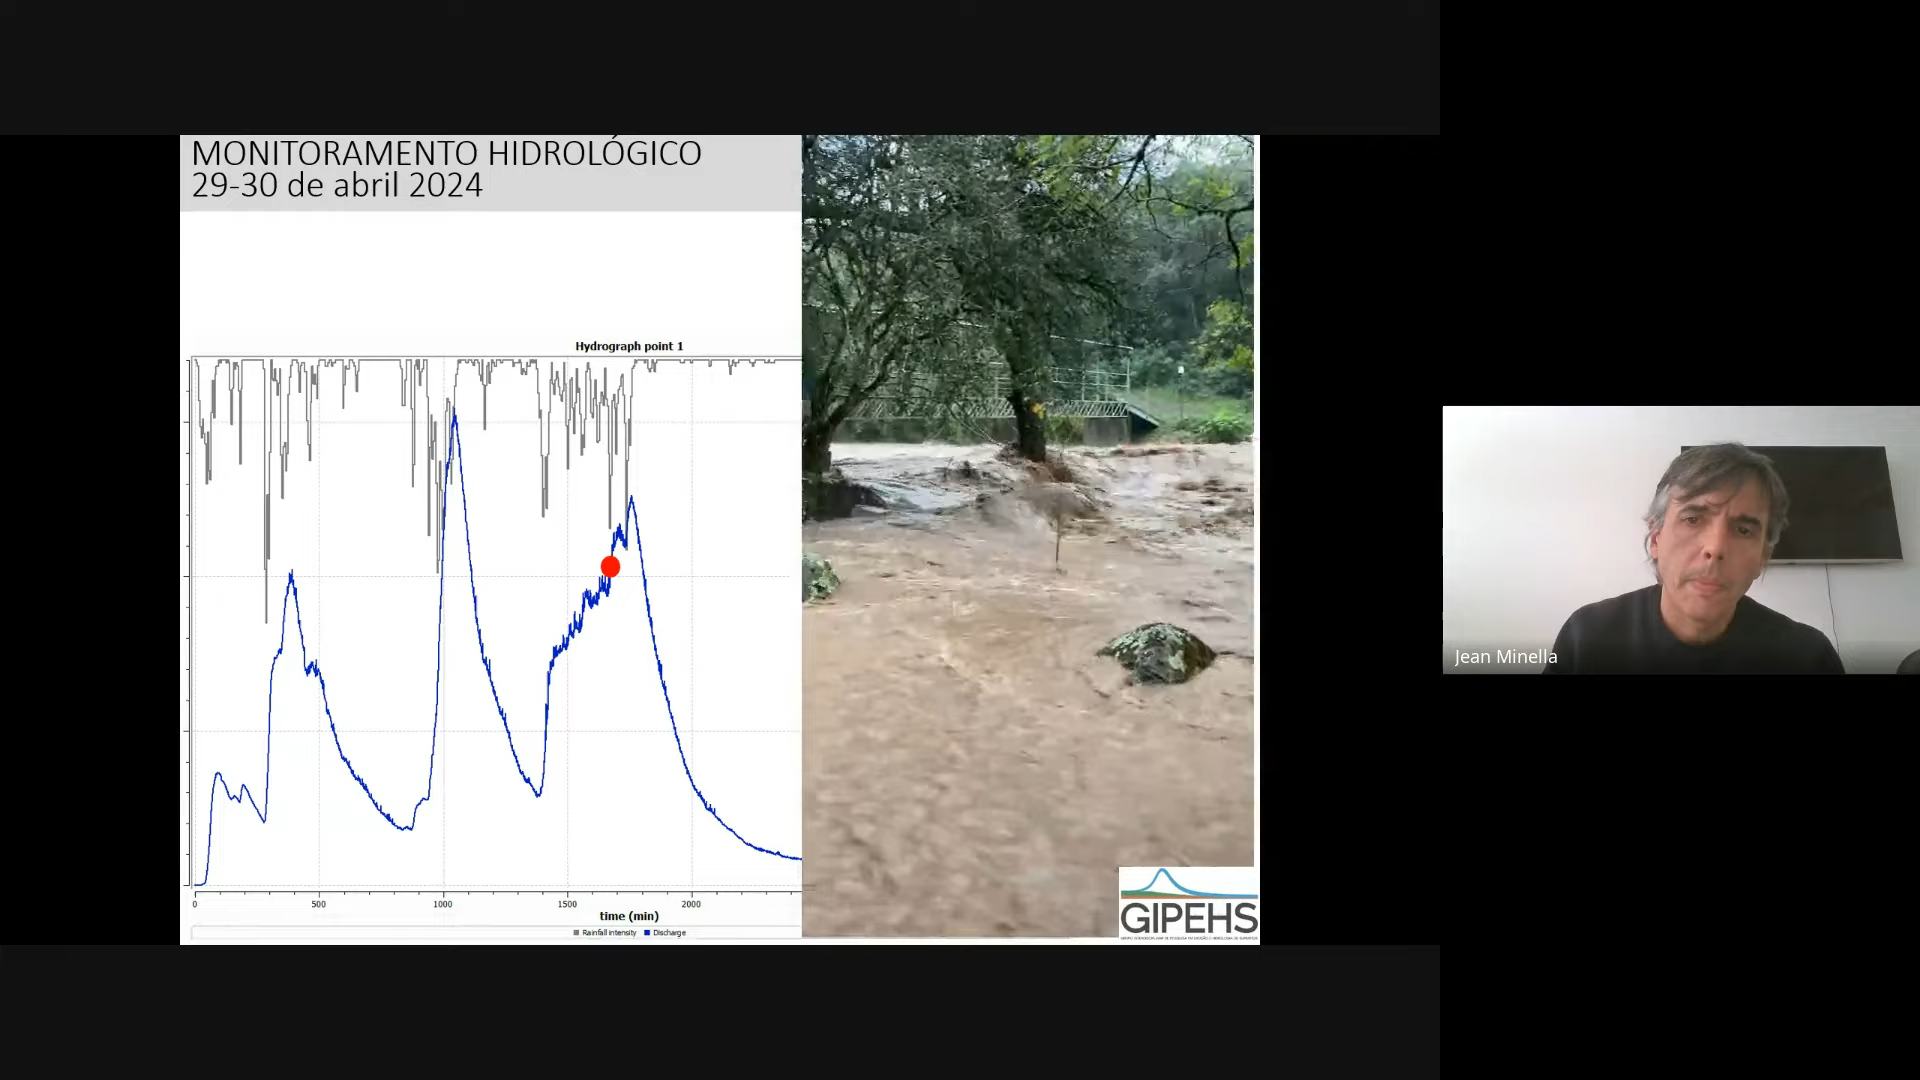 MONITORAMENTO HIDROLÓGICO
29-30 de abril 2024
Hydrograph point 1
0
500
1000
1500
2000
time (min)
Rainfall intensity
Discharge
GIPEHS
Jean Minella